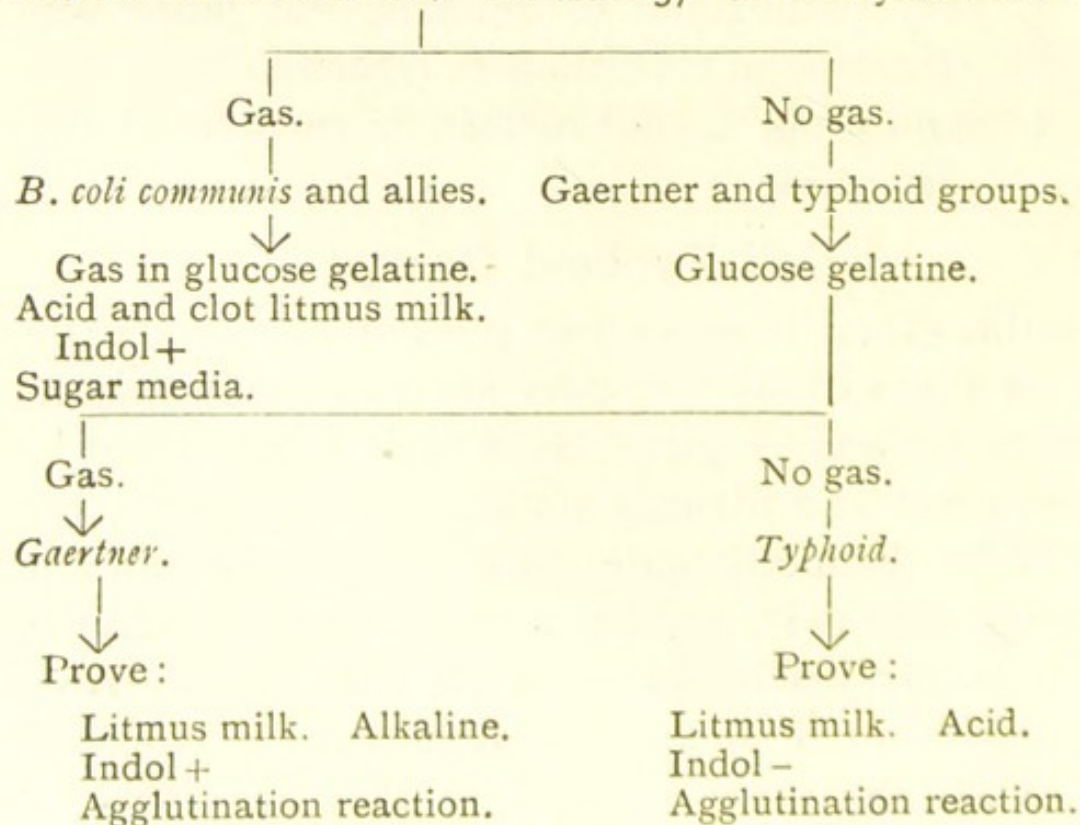 Gas.
No gas.
B. coli communis and allies.
Gaertner and typhoid groups.
Gas in glucose gelatine.
Acid and clot litmus milk.
Indol +
Sugar media.
Glucose gelatine.
Gas.
No gas.
Gaertner.
Typhoid.
Prove :
Litmus milk. Alkaline.
Indol +
Agglutination reaction.
Prove :
Litmus milk. Acid.
Indol –
Agglutination reaction.